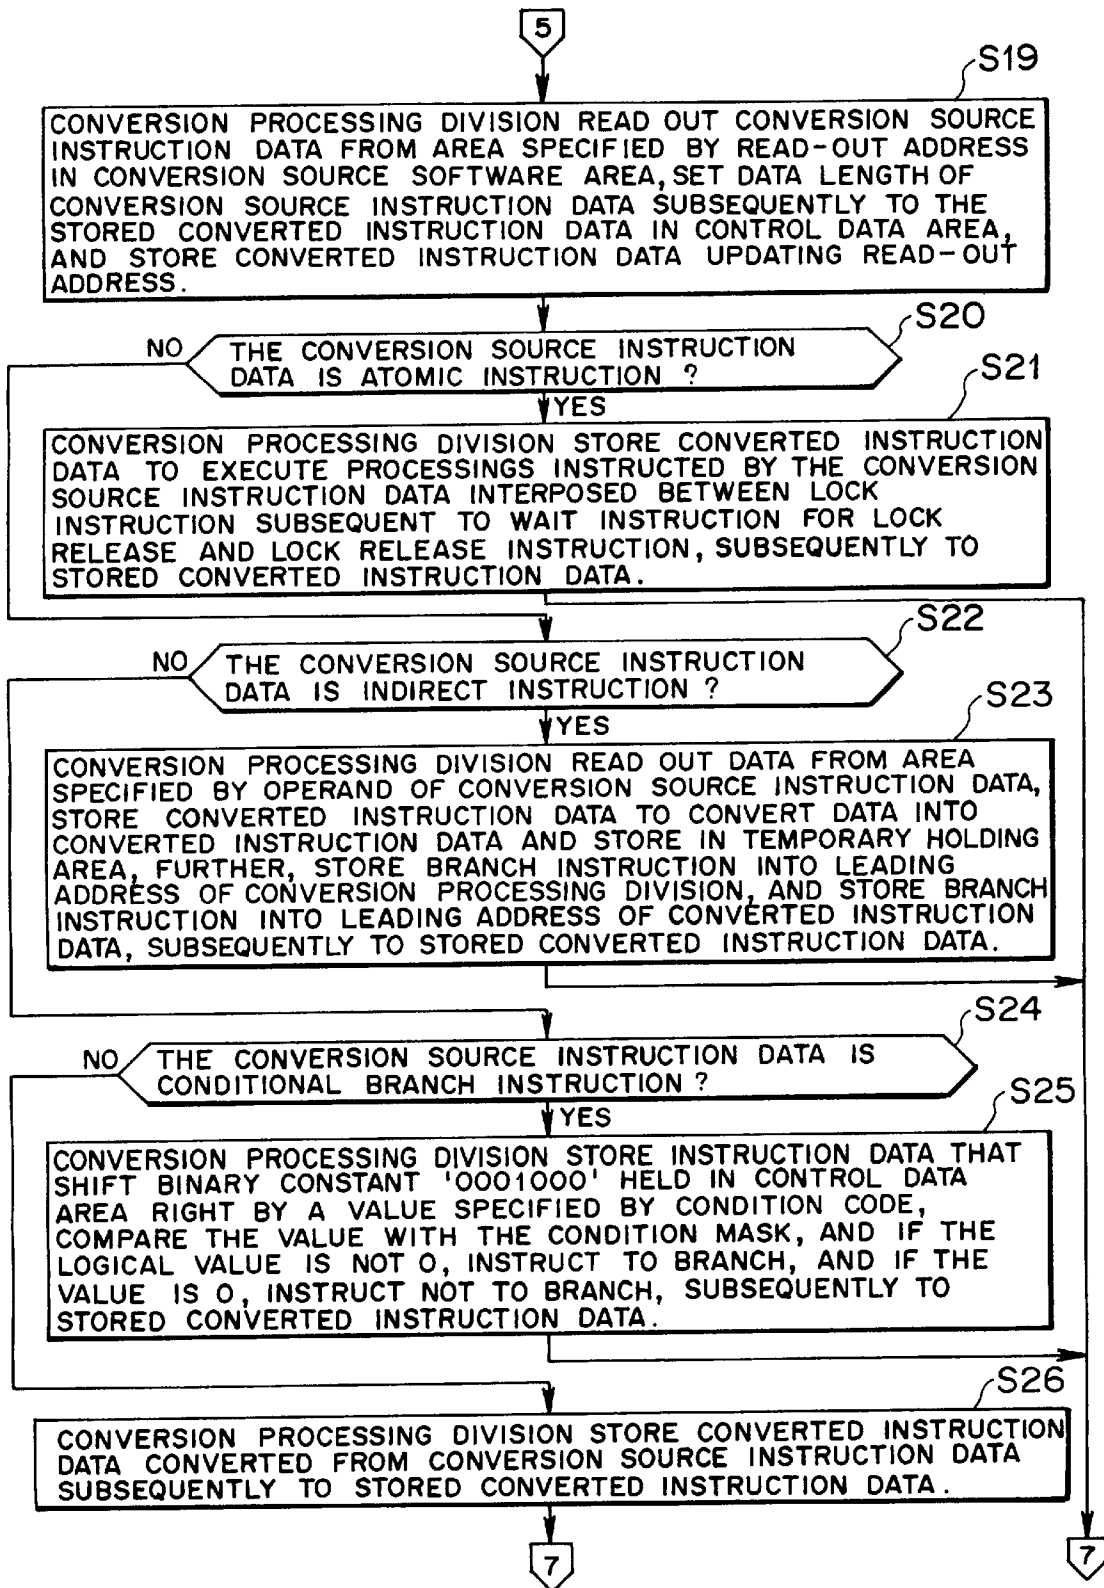 5
S19
CONVERSION PROCESSING DIVISION READ OUT CONVERSION SOURCE
INSTRUCTION DATA FROM AREA SPECIFIED BY READ-OUT ADDRESS
IN CONVERSION SOURCE SOFTWARE AREA, SET DATA LENGTH OF
CONVERSION SOURCE INSTRUCTION DATA SUBSEQUENTLY TO THE
STORED CONVERTED INSTRUCTION DATA IN CONTROL DATA AREA,
AND STORE CONVERTED INSTRUCTION DATA UPDATING READ-OUT
ADDRESS.
S20
NO
THE CONVERSION SOURCE INSTRUCTION
DATA IS ATOMIC INSTRUCTION ?
YES
S21
CONVERSION PROCESSING DIVISION STORE CONVERTED INSTRUCTION
DATA TO EXECUTE PROCESSINGS INSTRUCTED BY THE CONVERSION
SOURCE INSTRUCTION DATA INTERPOSED BETWEEN LOCK
INSTRUCTION SUBSEQUENT TO WAIT INSTRUCTION FOR LOCK
RELEASE AND LOCK RELEASE INSTRUCTION, SUBSEQUENTLY TO
STORED CONVERTED INSTRUCTION DATA.
S22
NO
THE CONVERSION SOURCE INSTRUCTION
DATA IS INDIRECT INSTRUCTION ?
YES
S23
CONVERSION PROCESSING DIVISION READ OUT DATA FROM AREA
SPECIFIED BY OPERAND OF CONVERSION SOURCE INSTRUCTION DATA,
STORE CONVERTED INSTRUCTION DATA TO CONVERT DATA INTO
CONVERTED INSTRUCTION DATA AND STORE IN TEMPORARY HOLDING
AREA, FURTHER, STORE BRANCH INSTRUCTION INTO LEADING
ADDRESS OF CONVERSION PROCESSING DIVISION, AND STORE BRANCH
INSTRUCTION INTO LEADING ADDRESS OF CONVERTED INSTRUCTION
DATA, SUBSEQUENTLY TO STORED CONVERTED INSTRUCTION DATA.
S24
NO
THE CONVERSION SOURCE INSTRUCTION DATA IS
CONDITIONAL BRANCH INSTRUCTION ?
YES
S25
CONVERSION PROCESSING DIVISION STORE INSTRUCTION DATA THAT
SHIFT BINARY CONSTANT '0001000' HELD IN CONTROL DATA
AREA RIGHT BY A VALUE SPECIFIED BY CONDITION CODE,
COMPARE THE VALUE WITH THE CONDITION MASK, AND IF THE
LOGICAL VALUE IS NOT 0, INSTRUCT TO BRANCH, AND IF THE
VALUE IS 0, INSTRUCT NOT TO BRANCH, SUBSEQUENTLY TO
STORED CONVERTED INSTRUCTION DATA.
S26
CONVERSION PROCESSING DIVISION STORE CONVERTED INSTRUCTION
DATA CONVERTED FROM CONVERSION SOURCE INSTRUCTION DATA
SUBSEQUENTLY TO STORED CONVERTED INSTRUCTION DATA.
7
7